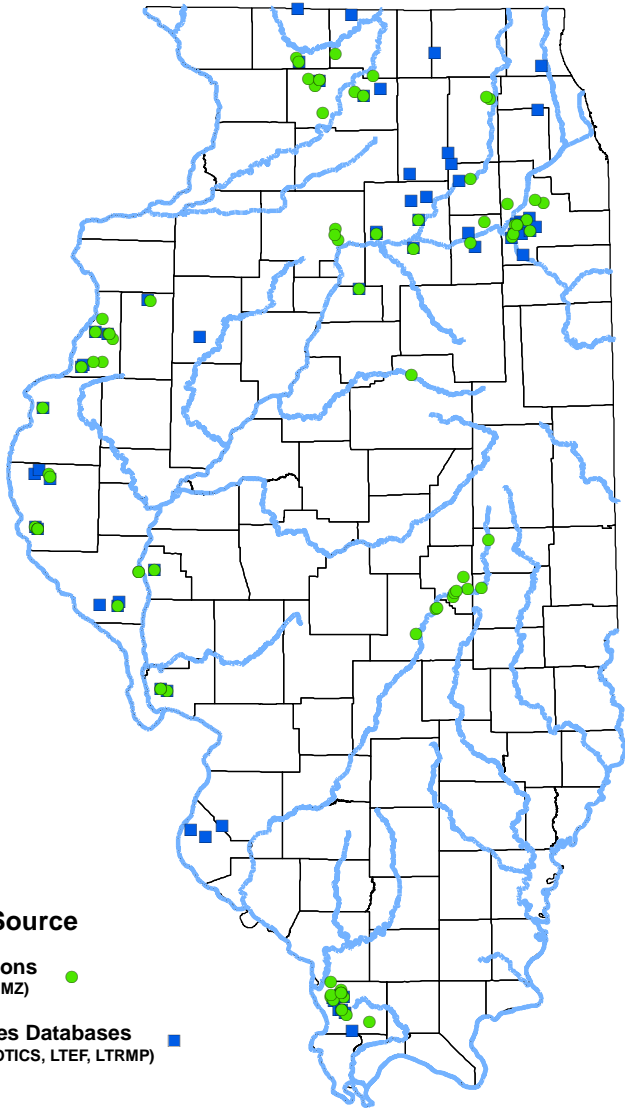 Source
ons
MZ)
es Databases
OTICS, LTEF, LTRMP)